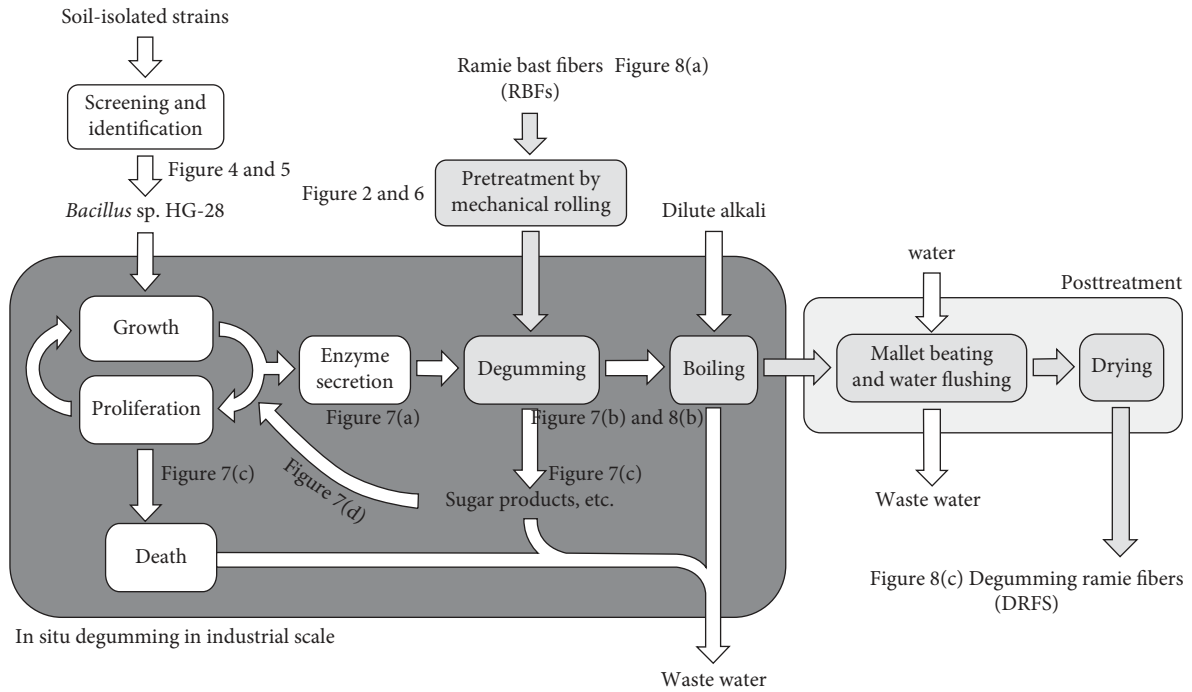 Soil-isolated strains
Screening and
identification
Figure 4 and 5
Bacillus sp. HG-28
Ramie bast fibers Figure 8(a)
(RBFs)
Figure 2 and 6
Pretreatment by
mechanical rolling
Dilute alkali
water
Posttreatment
Growth
Proliferation
Enzyme
secretion
Figure 7(a)
Degumming
Figure 7(b) and 8(b)
Boiling
Mallet beating
and water flushing
Drying
Figure 7(c)
Figure 7(d)
Figure 7(c)
Sugar products, etc.
Death
Waste water
Figure 8(c) Degumming ramie fibers
(DRFS)
In situ degumming in industrial scale
Waste water